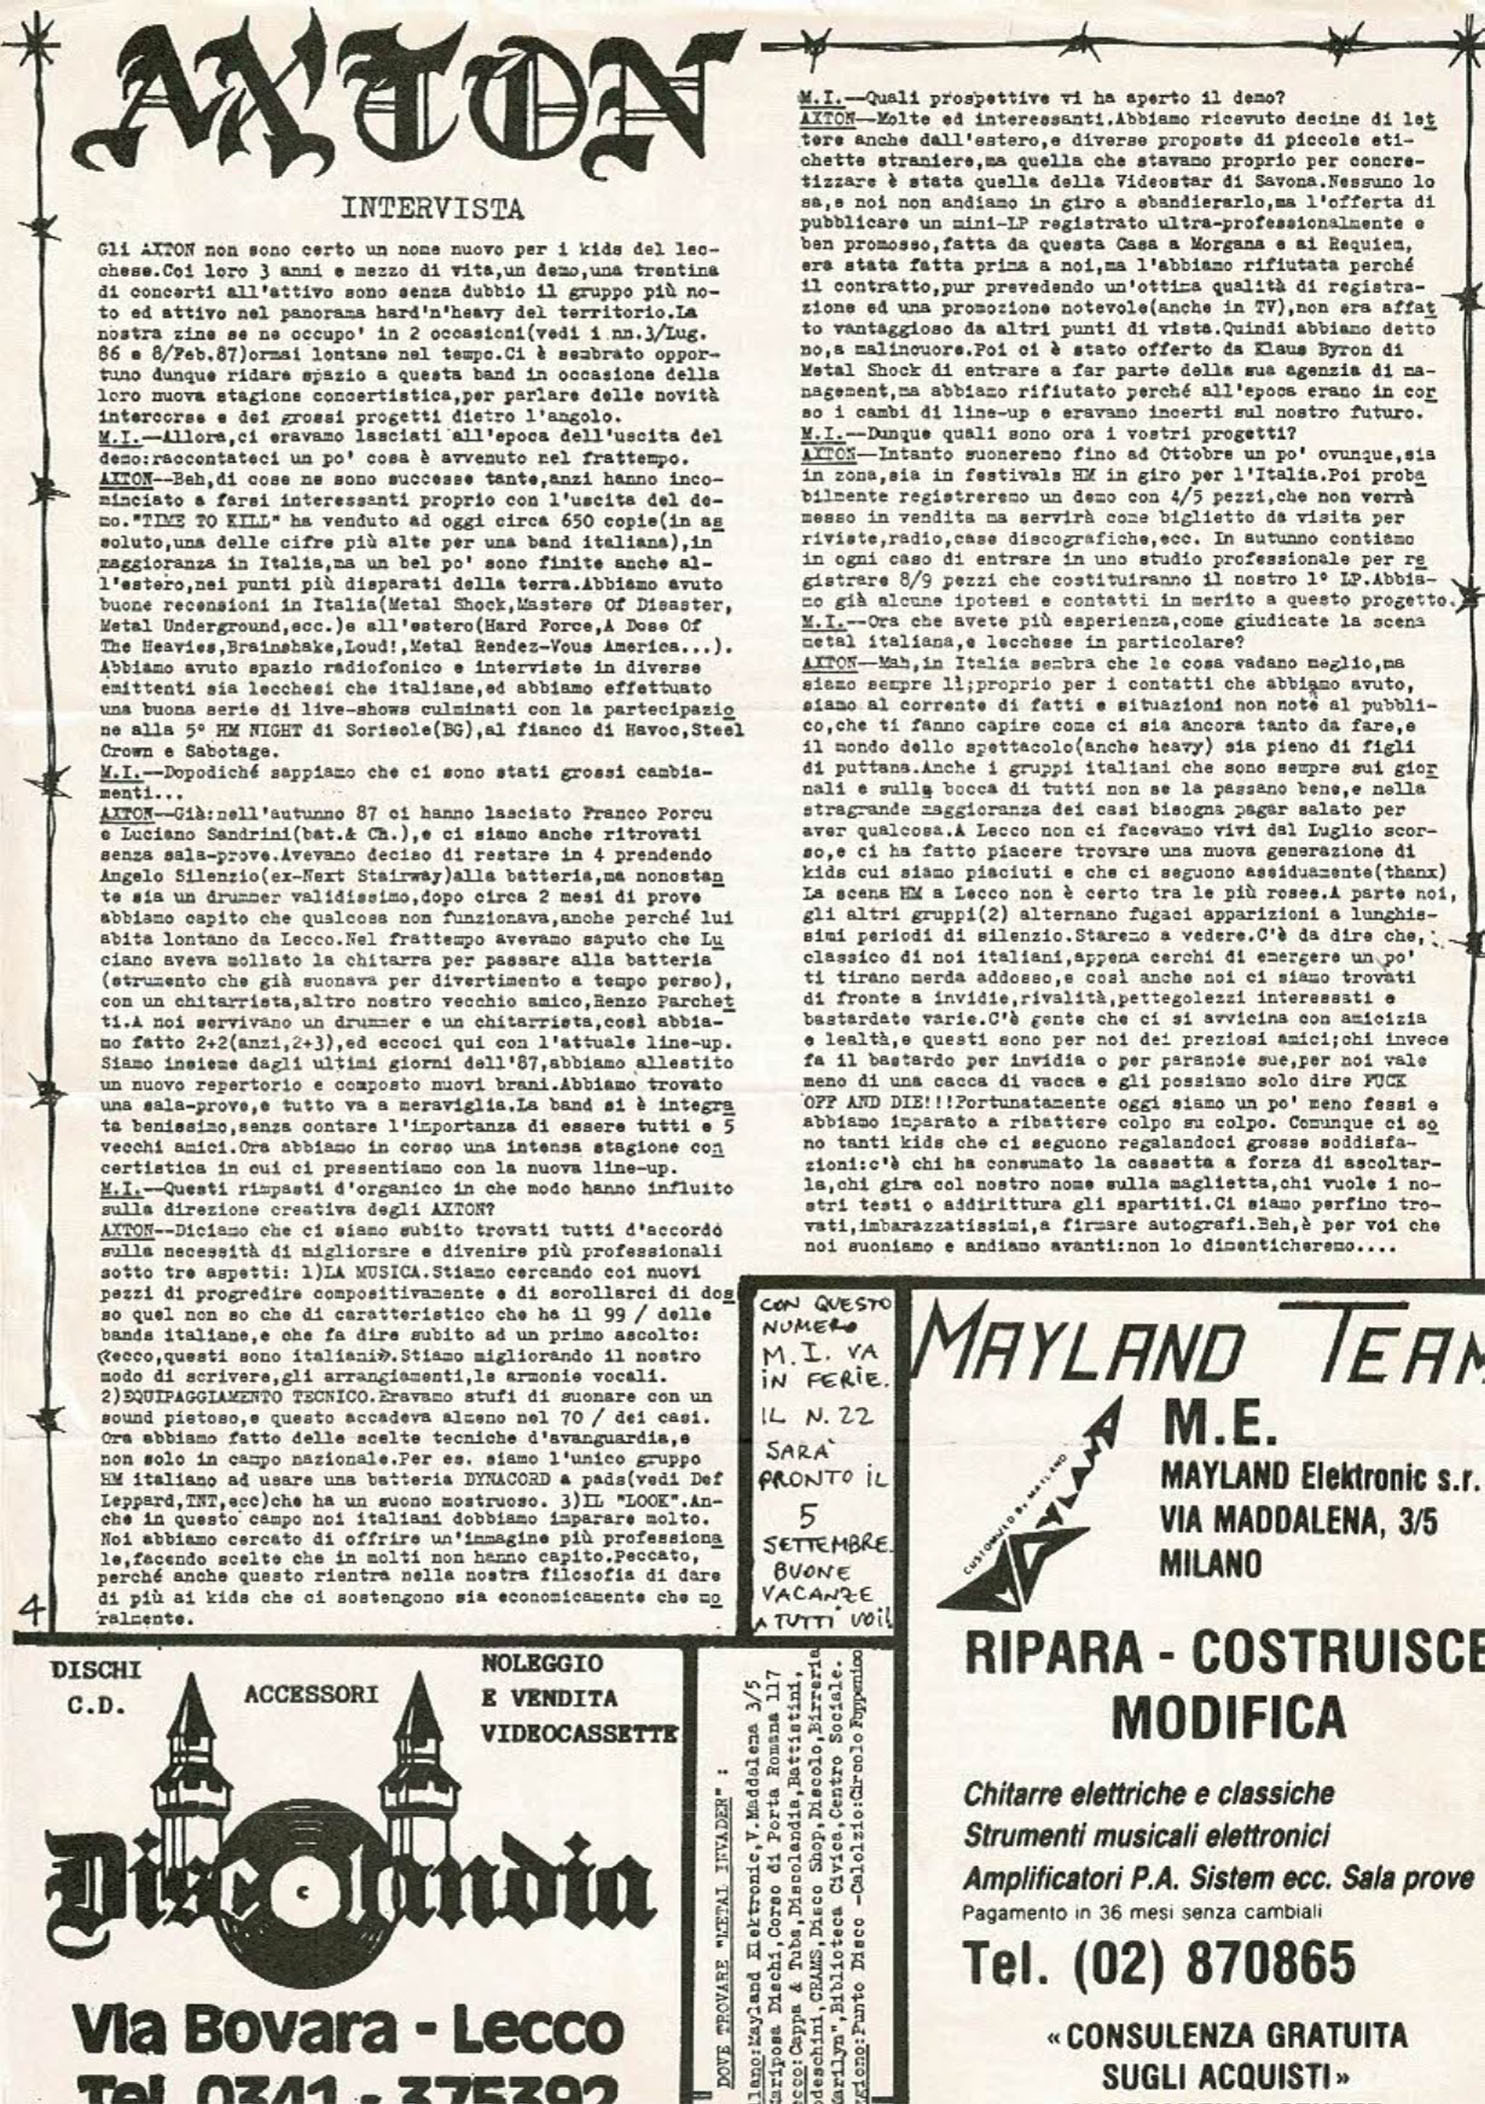 AXTON
INTERVISTA
Gli AXTON non sono certo un nome nuovo per i kids del lec-
chese.Coi loro 3 anni e mezzo di vita,un demo,una trentina
di concerti all'attivo sono senza dubbio il gruppo più no-
to ed attivo nel panorama hard'n'heavy del territorio.La
nostra zine se ne occupo' in 2 occasioni(vedi i nn.3/Lug.
86 e 8/Feb.87)ormai lontane nel tempo.Ci è sembrato oppor-
tuno dunque ridare spazio a questa band in occasione della
loro nuova stagione concertistica,per parlare delle novità
intercorse e dei grossi progetti dietro l'angolo.
M.I.--Allora,ci eravamo lasciati all'epoca dell'uscita del
demo:raccontateci un po' cosa è avvenuto nel frattempo.
AXTON--Beh,di cose ne sono successe tante,anzi hanno inco-
minciato a farsi interessanti proprio con l'uscita del de-
mo."TIME TO KILL" ha venduto ad oggi circa 650 copie(in as
soluto,una delle cifre più alte per una band italiana),in
maggioranza in Italia,ma un bel po' sono finite anche al-
l'estero,nei punti più disparati della terra.Abbiamo avuto
buone recensioni in Italia(Metal Shock,Masters Of Disaster,
Metal Underground,ecc.)e all'estero(Hard Force,A Dose Of
The Heavies,Brainshake,Loud!,Metal Rendez-Vous America...).
Abbiamo avuto spazio radiofonico e interviste in diverse
emittenti sia lecchesi che italiane,ed abbiamo effettuato
una buona serie di live-shows culminati con la partecipazio
ne alla 5° HM NIGHT di Sorisole(BG),al fianco di Havoc,Steel
Crown e Sabotage.
M.I.--Dopodiché sappiamo che ci sono stati grossi cambia-
menti...
AXTON--Già:nell'autunno 87 ci hanno lasciato Franco Porcu
e Luciano Sandrini(bat.& Ch.),e ci siamo anche ritrovati
senza sala-prove.Avevamo deciso di restare in 4 prendendo
Angelo Silenzio(ex-Next Stairway)alla batteria,ma nonostan
te sia un drummer validissimo,dopo circa 2 mesi di prove
abbiamo capito che qualcosa non funzionava,anche perché lui
abita lontano da Lecco.Nel frattempo avevamo saputo che Lu
ciano aveva mollato la chitarra per passare alla batteria
(strumento che già suonava per divertimento a tempo perso),
con un chitarrista,altro nostro vecchio amico,Renzo Parchet
ti.A noi servivano un drummer e un chitarrista,così abbia-
mo fatto 2+2(anzi,2+3),ed eccoci qui con l'attuale line-up.
Siamo insieme dagli ultimi giorni dell'87,abbiamo allestito
un nuovo repertorio e composto nuovi brani.Abbiamo trovato
una sala-prove,e tutto va a meraviglia.La band si è integra
ta benissimo,senza contare l'importanza di essere tutti e 5
vecchi amici.Ora abbiamo in corso una intensa stagione con
certistica in cui ci presentiamo con la nuova line-up.
M.I.--Questi rimpasti d'organico in che modo hanno influito
sulla direzione creativa degli AXTON?
AXTON--Diciamo che ci siamo subito trovati tutti d'accordo
sulla necessità di migliorare e divenire più professionali
sotto tre aspetti: 1)LA MUSICA.Stiamo cercando coi nuovi
pezzi di progredire compositivamente e di scrollarci di dos
so quel non so che di caratteristico che ha il 99 / delle
bands italiane,e che fa dire subito ad un primo ascolto:
«ecco,questi sono italiani».Stiamo migliorando il nostro
modo di scrivere,gli arrangiamenti,le armonie vocali.
2)EQUIPAGGIAMENTO TECNICO.Eravamo stufi di suonare con un
sound pietoso,e questo accadeva almeno nel 70 / dei casi.
Ora abbiamo fatto delle scelte tecniche d'avanguardia,e
non solo in campo nazionale.Per es. siamo l'unico gruppo
HM italiano ad usare una batteria DYNACORD a pads(vedi Def
Leppard,TNT,ecc)che ha un suono mostruoso. 3)IL "LOOK".An-
che in questo campo noi italiani dobbiamo imparare molto.
Noi abbiamo cercato di offrire un'immagine più professiona
le,facendo scelte che in molti non hanno capito.Peccato,
perché anche questo rientra nella nostra filosofia di dare
di più ai kids che ci sostengono sia economicamente che mo
ralmente.
4
M.I.--Quali prospettive vi ha aperto il demo?
AXTON--Molte ed interessanti.Abbiamo ricevuto decine di let
tere anche dall'estero,e diverse proposte di piccole eti-
chette straniere,ma quella che stavamo proprio per concre-
tizzare è stata quella della Videostar di Savona.Nessuno lo
sa,e noi non andiamo in giro a sbandierarlo,ma l'offerta di
pubblicare un mini-LP registrato ultra-professionalmente e
ben promosso,fatta da questa Casa a Morgana e ai Requiem,
era stata fatta prima a noi,ma l'abbiamo rifiutata perché
il contratto,pur prevedendo un'ottima qualità di registra-
zione ed una promozione notevole(anche in TV),non era affat
to vantaggioso da altri punti di vista.Quindi abbiamo detto
no,a malincuore.Poi ci è stato offerto da Klaus Byron di
Metal Shock di entrare a far parte della sua agenzia di ma-
nagement,ma abbiamo rifiutato perché all'epoca erano in cor
so i cambi di line-up e eravamo incerti sul nostro futuro.
M.I.--Dunque quali sono ora i vostri progetti?
AXTON--Intanto suoneremo fino ad Ottobre un po' ovunque,sia
in zona,sia in festivals HM in giro per l'Italia.Poi proba
bilmente registreremo un demo con 4/5 pezzi,che non verrà
messo in vendita ma servirà come biglietto da visita per
riviste,radio,case discografiche,ecc. In autunno contiamo
in ogni caso di entrare in uno studio professionale per re
gistrare 8/9 pezzi che costituiranno il nostro 1° LP.Abbia-
mo già alcune ipotesi e contatti in merito a questo progetto.
M.I.--Ora che avete più esperienza,come giudicate la scena
metal italiana,e lecchese in particolare?
AXTON--Mah,in Italia sembra che le cosa vadano meglio,ma
siamo sempre lì;proprio per i contatti che abbiamo avuto,
siamo al corrente di fatti e situazioni non note al pubbli-
co,che ti fanno capire come ci sia ancora tanto da fare,e
il mondo dello spettacolo(anche heavy) sia pieno di figli
di puttana.Anche i gruppi italiani che sono sempre sui gior
nali e sulla bocca di tutti non se la passano bene,e nella
stragrande maggioranza dei casi bisogna pagar salato per
aver qualcosa.A Lecco non ci facevamo vivi dal Luglio scor-
so,e ci ha fatto piacere trovare una nuova generazione di
kids cui siamo piaciuti e che ci seguono assiduamente(thanx)
La scena HM a Lecco non è certo tra le più rosee.A parte noi,
gli altri gruppi(2) alternano fugaci apparizioni a lunghis-
simi periodi di silenzio.Staremo a vedere.C'è da dire che,
classico di noi italiani,appena cerchi di emergere un po'
ti tirano merda addosso,e così anche noi ci siamo trovati
di fronte a invidie,rivalità,pettegolezzi interessati e
bastardate varie.C'è gente che ci si avvicina con amicizia
e lealtà,e questi sono per noi dei preziosi amici;chi invece
fa il bastardo per invidia o per paranoie sue,per noi vale
meno di una cacca di vacca e gli possiamo solo dire FUCK
OFF AND DIE!!!Fortunatamente oggi siamo un po' meno fessi e
abbiamo imparato a ribattere colpo su colpo. Comunque ci so
no tanti kids che ci seguono regalandoci grosse soddisfa-
zioni:c'è chi ha consumato la cassetta a forza di ascoltar-
la,chi gira col nostro nome sulla maglietta,chi vuole i no-
stri testi o addirittura gli spartiti.Ci siamo perfino tro-
vati,imbarazzatissimi,a firmare autografi.Beh,è per voi che
noi suoniamo e andiamo avanti:non lo dimenticheremo....
CON QUESTO
NUMERO
M.I. VA
IN FERIE.
IL N. 22
SARÀ
PRONTO IL
5
SETTEMBRE.
BUONE
VACANZE
A TUTTI VOI!
MAYLAND TEAM
CUSTOMIZED BY MAYLAND
MAYLAND
M.E.
MAYLAND Elektronic s.r.
VIA MADDALENA, 3/5
MILANO
RIPARA - COSTRUISCE
MODIFICA
Chitarre elettriche e classiche
Strumenti musicali elettronici
Amplificatori P.A. Sistem ecc. Sala prove
Pagamento in 36 mesi senza cambiali
Tel. (02) 870865
«CONSULENZA GRATUITA
SUGLI ACQUISTI»
DISCHI
C.D.
ACCESSORI
NOLEGGIO
E VENDITA
VIDEOCASSETTE
Discolandia
Via Bovara - Lecco
Tel. 0341 - 375392
DOVE TROVARE "METAL INVADER" :
lano:Mayland Elektronic,V.Maddalena 3/5
ariposa Dischi,Corso di Porta Romana 117
ecco:Cappa & Tuba,Discolandia,Battistini,
odeschini,CRAMS,Disco Shop,Discolo,Birreria
arilyn",Biblioteca Civica,Centro Sociale.
ggiono:Punto Disco -Calolzio:Circolo Foppenico